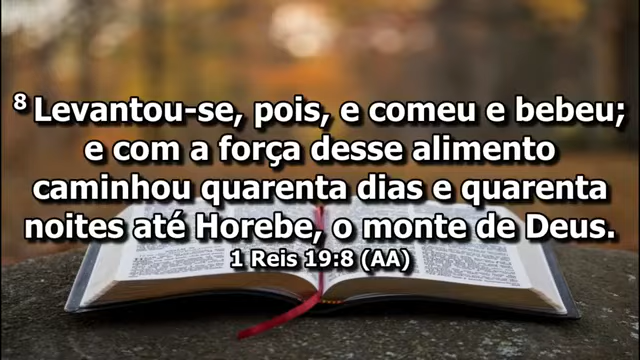 8 Levantou-se, pois, e comeu e bebeu;
e com a força desse alimento
caminhou quarenta dias e quarenta
noites até Horebe, o monte de Deus.
1 Reis 19:8 (AA)